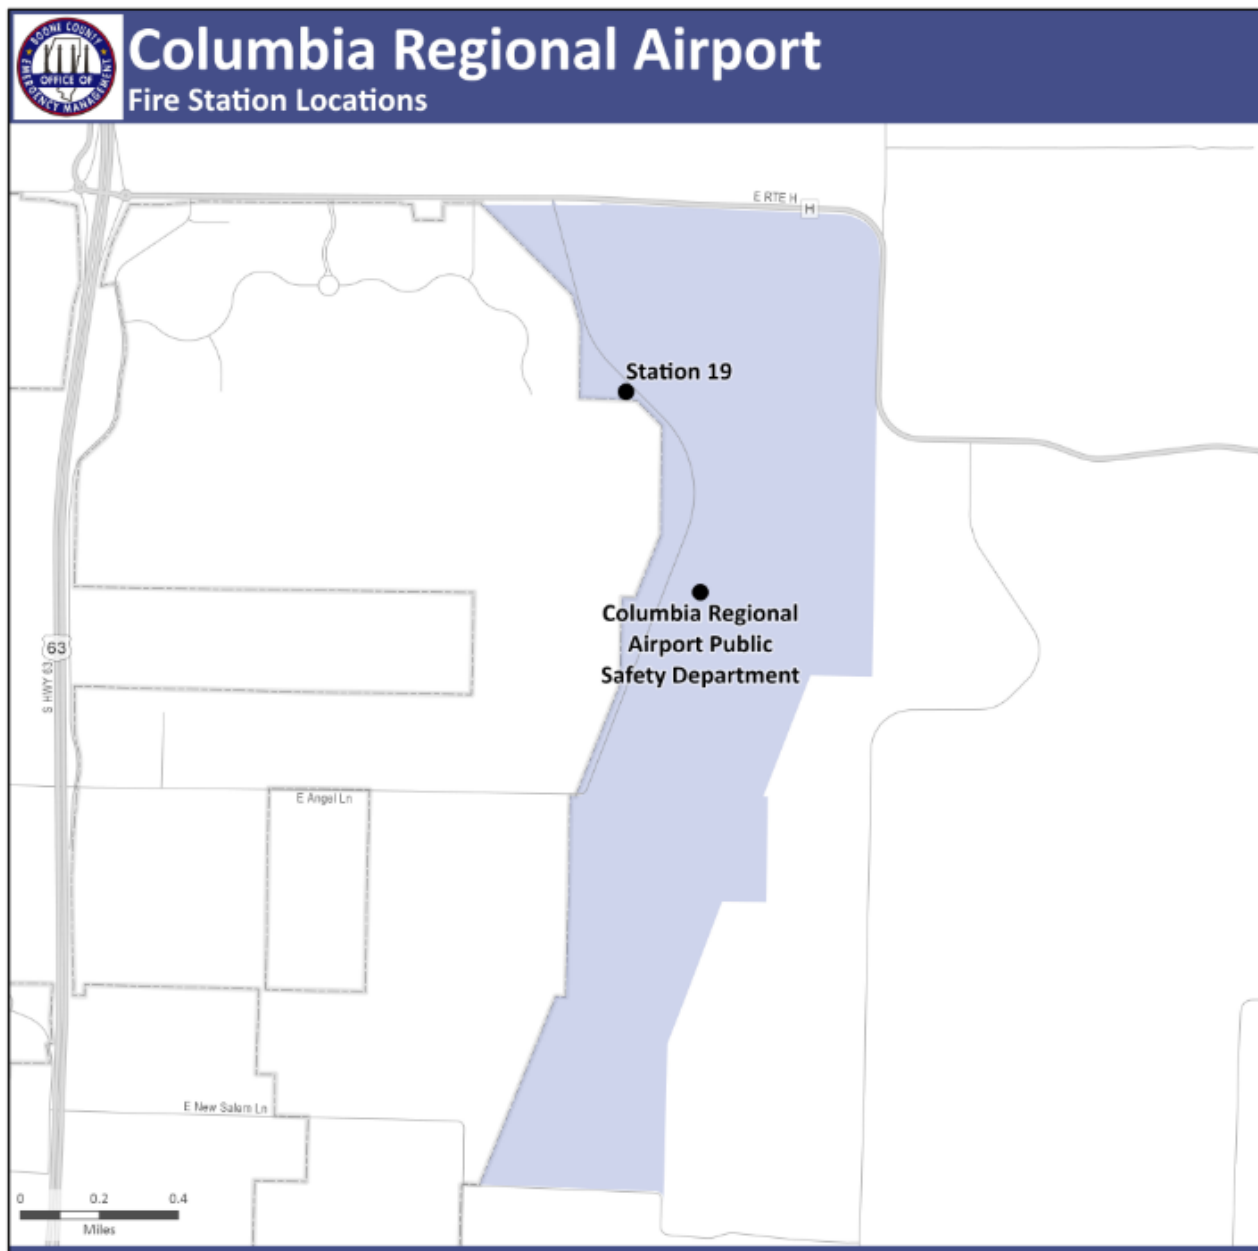 BOONE COUNTY
OFFICE OF
EMERGENCY MANAGEMENT
Columbia Regional Airport
Fire Station Locations
E RTE H
H
Station 19
Columbia Regional
Airport Public
Safety Department
63
S HWY 63
E Angel Ln
E New Salem Ln
0 0.2 0.4
Miles